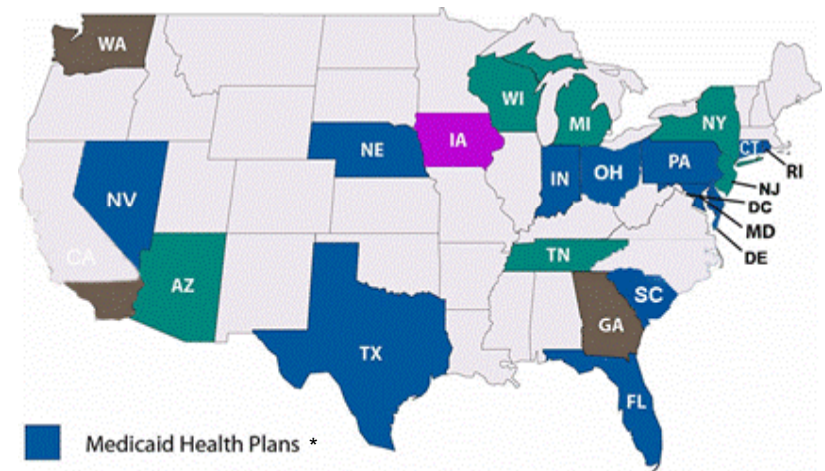 WA
WI
MI
NY
IA
NE
CT
RI
PA
OH
IN
NV
NJ
DC
MD
DE
CA
TN
AZ
SC
GA
TX
FL
Medicaid Health Plans *